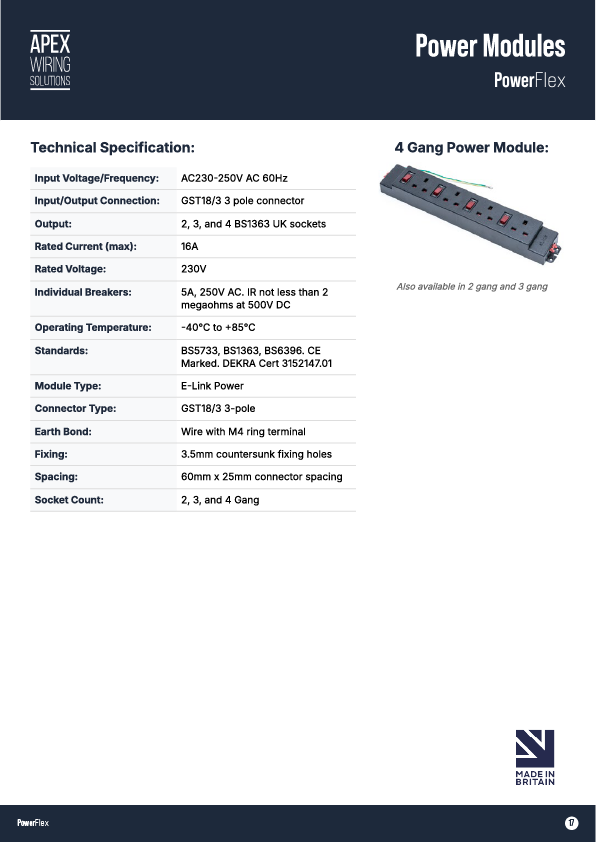 APEX
WIRING
SOLUTIONS
Power Modules
PowerFlex
Technical Specification:
Input Voltage/Frequency: AC230-250V AC 60Hz
Input/Output Connection: GST18/3 3 pole connector
Output: 2, 3, and 4 BS1363 UK sockets
Rated Current (max): 16A
Rated Voltage: 230V
Individual Breakers: 5A, 250V AC. IR not less than 2
megaohms at 500V DC
Operating Temperature: -40°C to +85°C
Standards: BS5733, BS1363, BS6396. CE
Marked. DEKRA Cert 3152147.01
Module Type: E-Link Power
Connector Type: GST18/3 3-pole
Earth Bond: Wire with M4 ring terminal
Fixing: 3.5mm countersunk fixing holes
Spacing: 60mm x 25mm connector spacing
Socket Count: 2, 3, and 4 Gang
4 Gang Power Module:
Also available in 2 gang and 3 gang
MADE IN
BRITAIN
PowerFlex
17